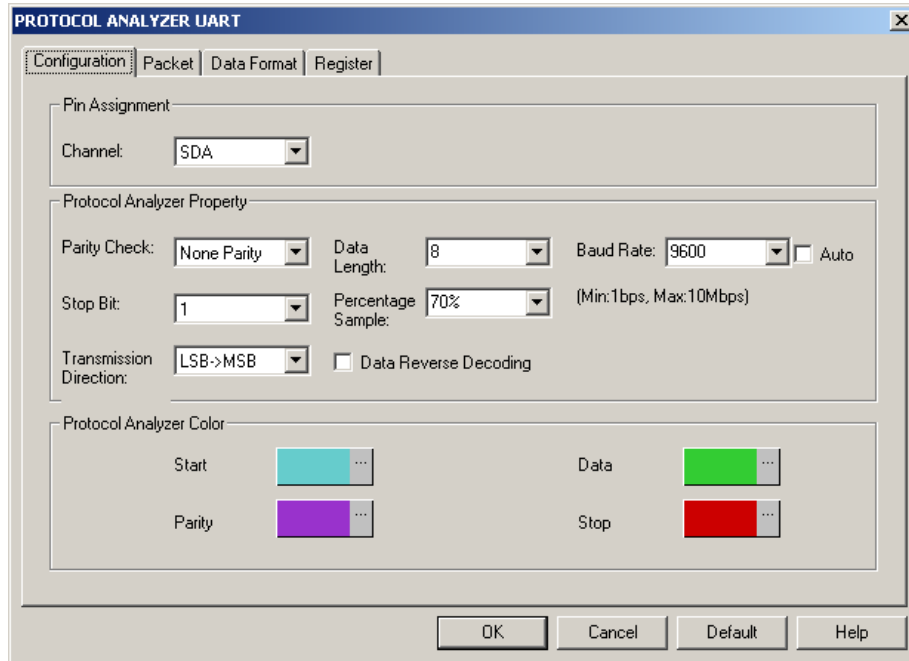 PROTOCOL ANALYZER UART
Configuration Packet Data Format Register
Pin Assignment
Channel: SDA
Protocol Analyzer Property
Parity Check: None Parity Data Length: 8 Baud Rate: 9600 Auto
Stop Bit: 1 Percentage Sample: 70% (Min:1bps, Max:10Mbps)
Transmission Direction: LSB->MSB Data Reverse Decoding
Protocol Analyzer Color
Start ... Data ...
Parity ... Stop ...
OK Cancel Default Help